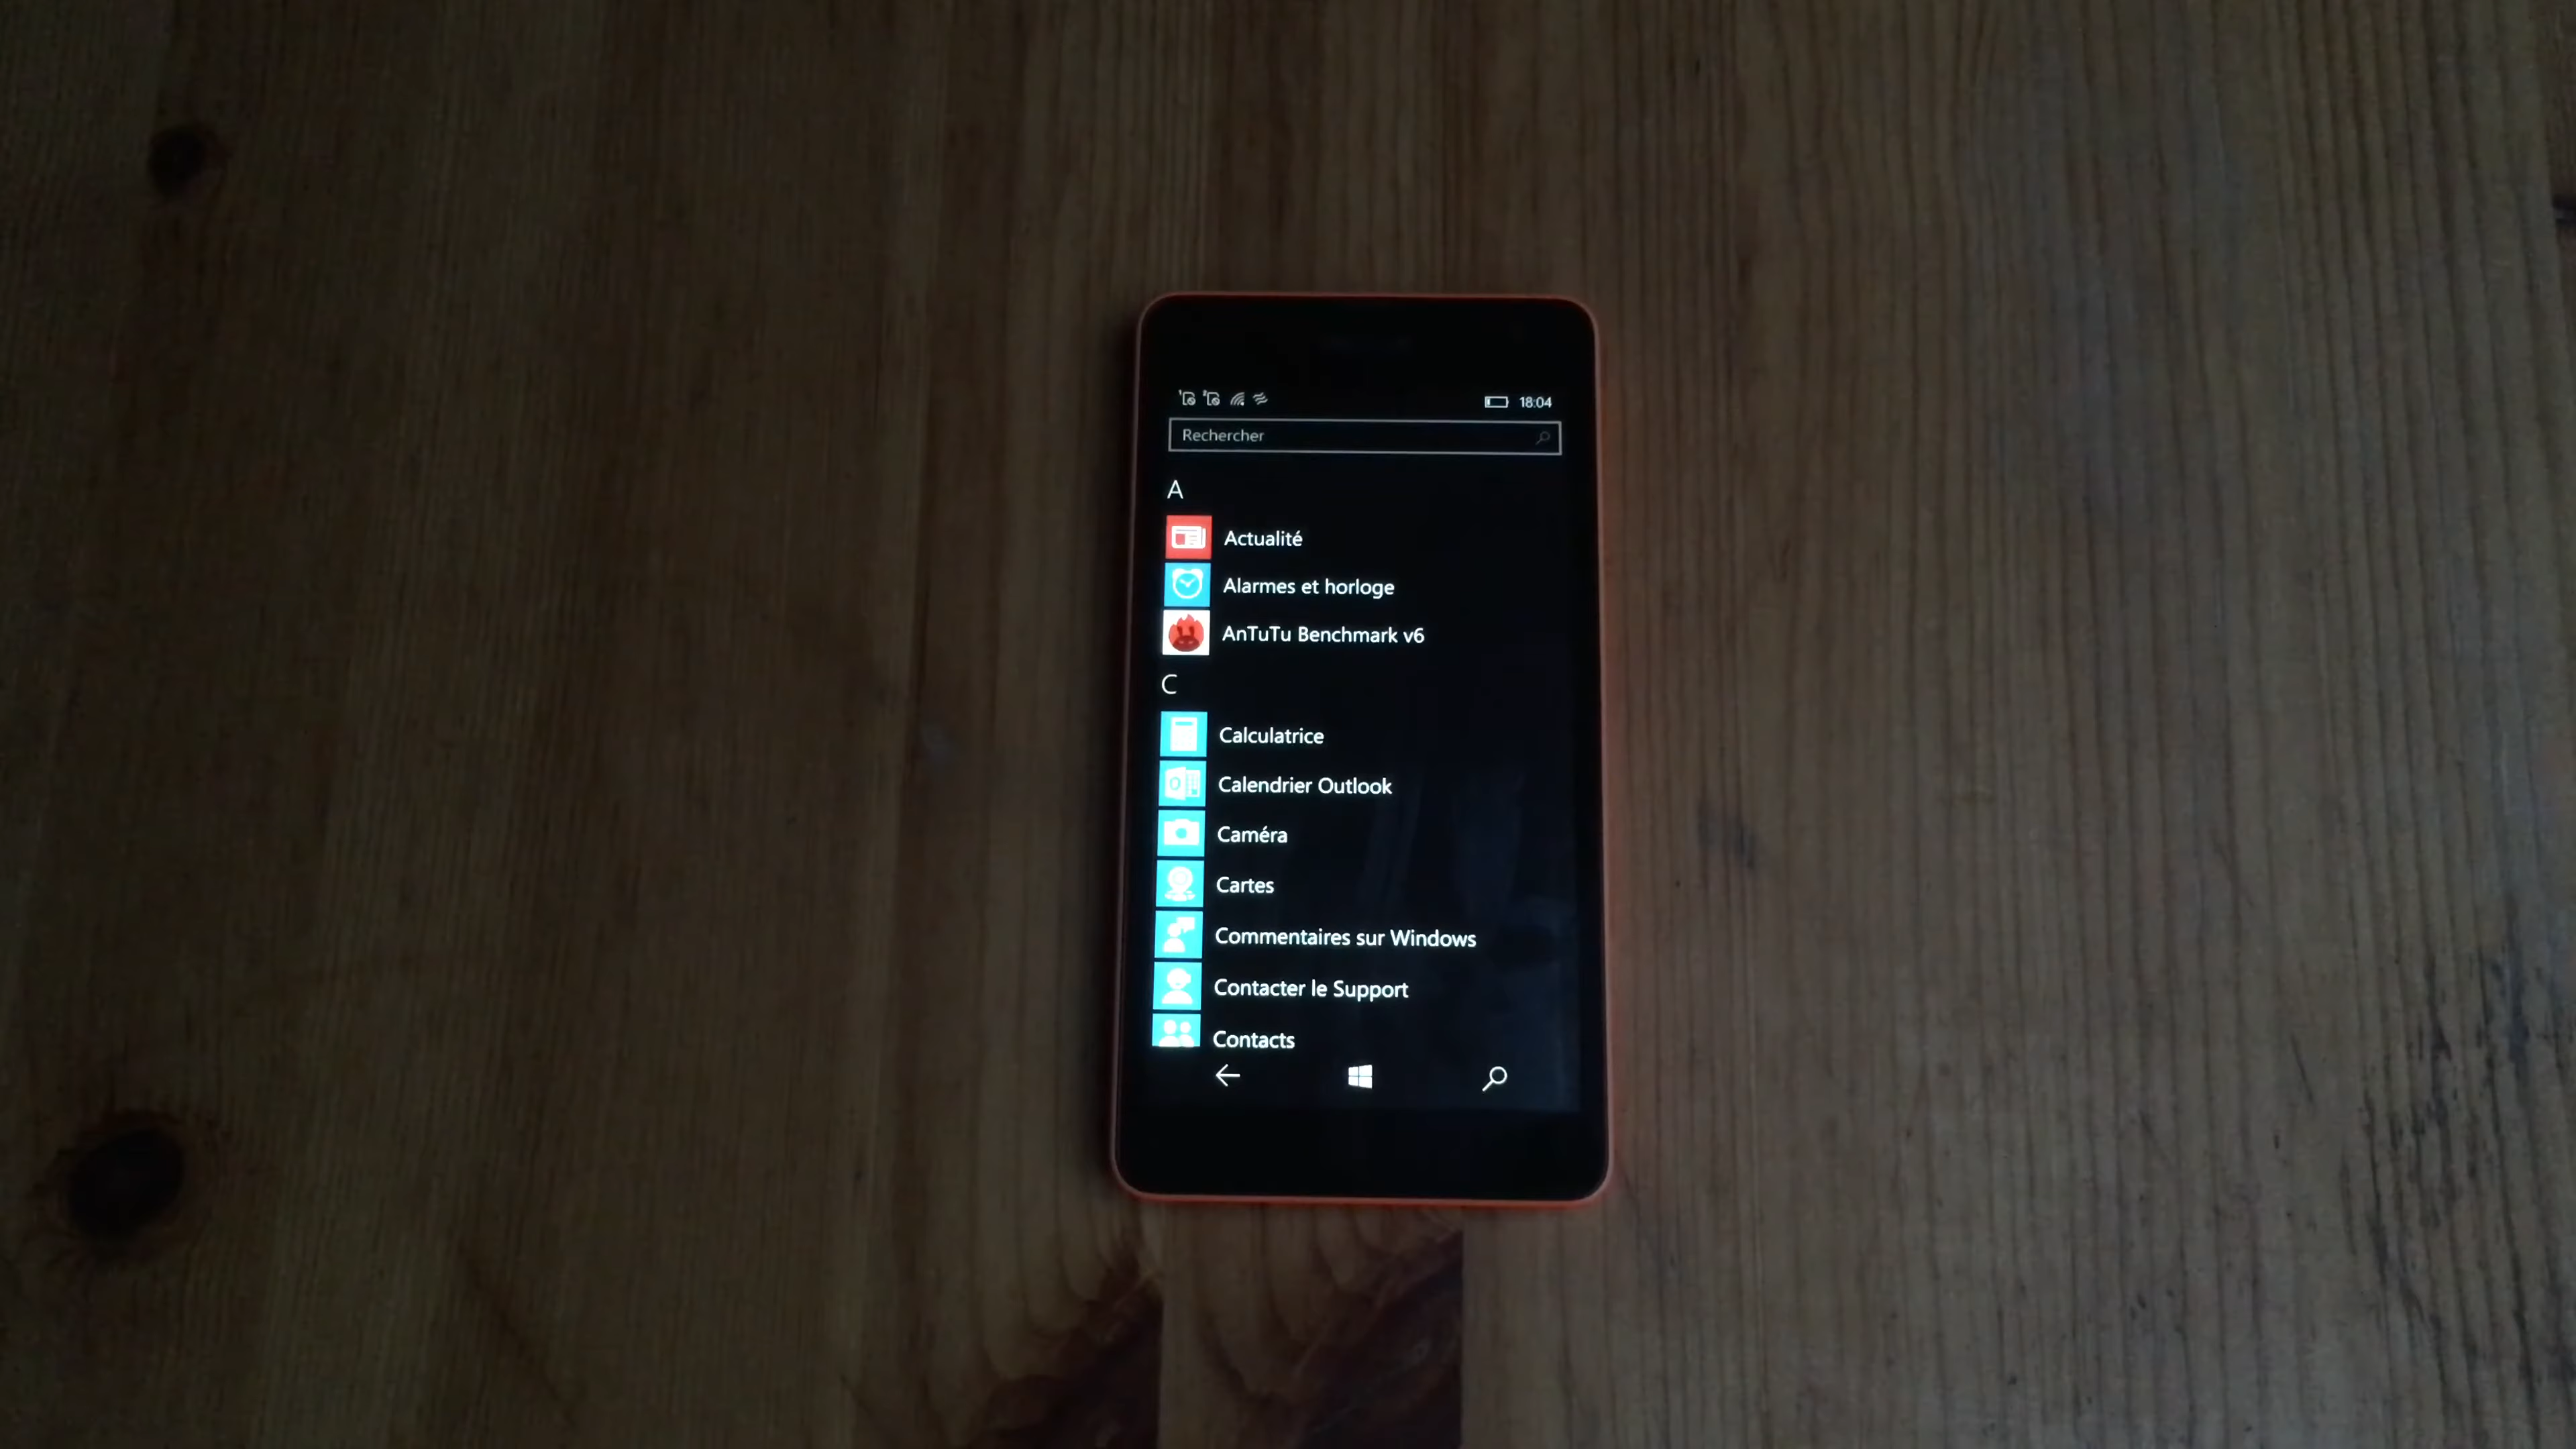 18:04
Rechercher
A
Actualité
Alarmes et horloge
AnTuTu Benchmark v6
C
Calculatrice
Calendrier Outlook
Caméra
Cartes
Commentaires sur Windows
Contacter le Support
Contacts